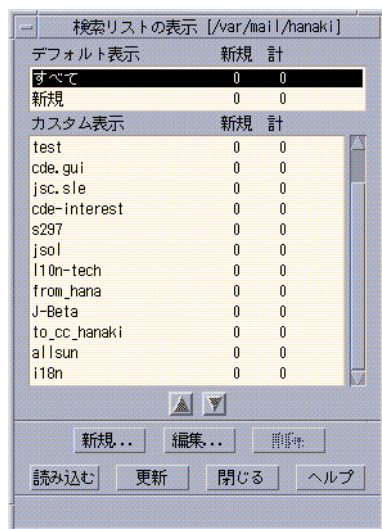 検索リストの表示 [/var/mail/hanaki]
デフォルト表示 新規 計
すべて 0 0
新規 0 0
カスタム表示 新規 計
test 0 0
cde.gui 0 0
jsc.sle 0 0
cde-interest 0 0
s297 0 0
jsol 0 0
l10n-tech 0 0
from_hana 0 0
J-Beta 0 0
to_cc_hanaki 0 0
allsun 0 0
i18n 0 0
新規... 編集... 削除...
読み込む 更新 閉じる ヘルプ